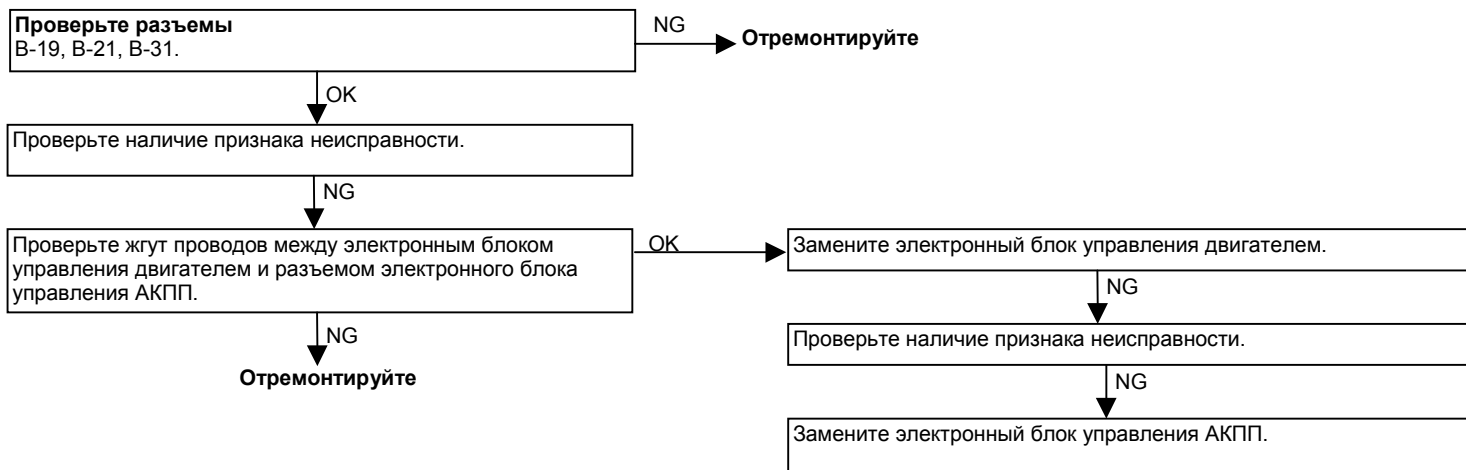 Проверьте разъемы
B-19, B-21, B-31.
NG
Отремонтируйте
OK
Проверьте наличие признака неисправности.
NG
Проверьте жгут проводов между электронным блоком
управления двигателем и разъемом электронного блока
управления АКПП.
OK
Замените электронный блок управления двигателем.
NG
Отремонтируйте
NG
Проверьте наличие признака неисправности.
NG
Замените электронный блок управления АКПП.